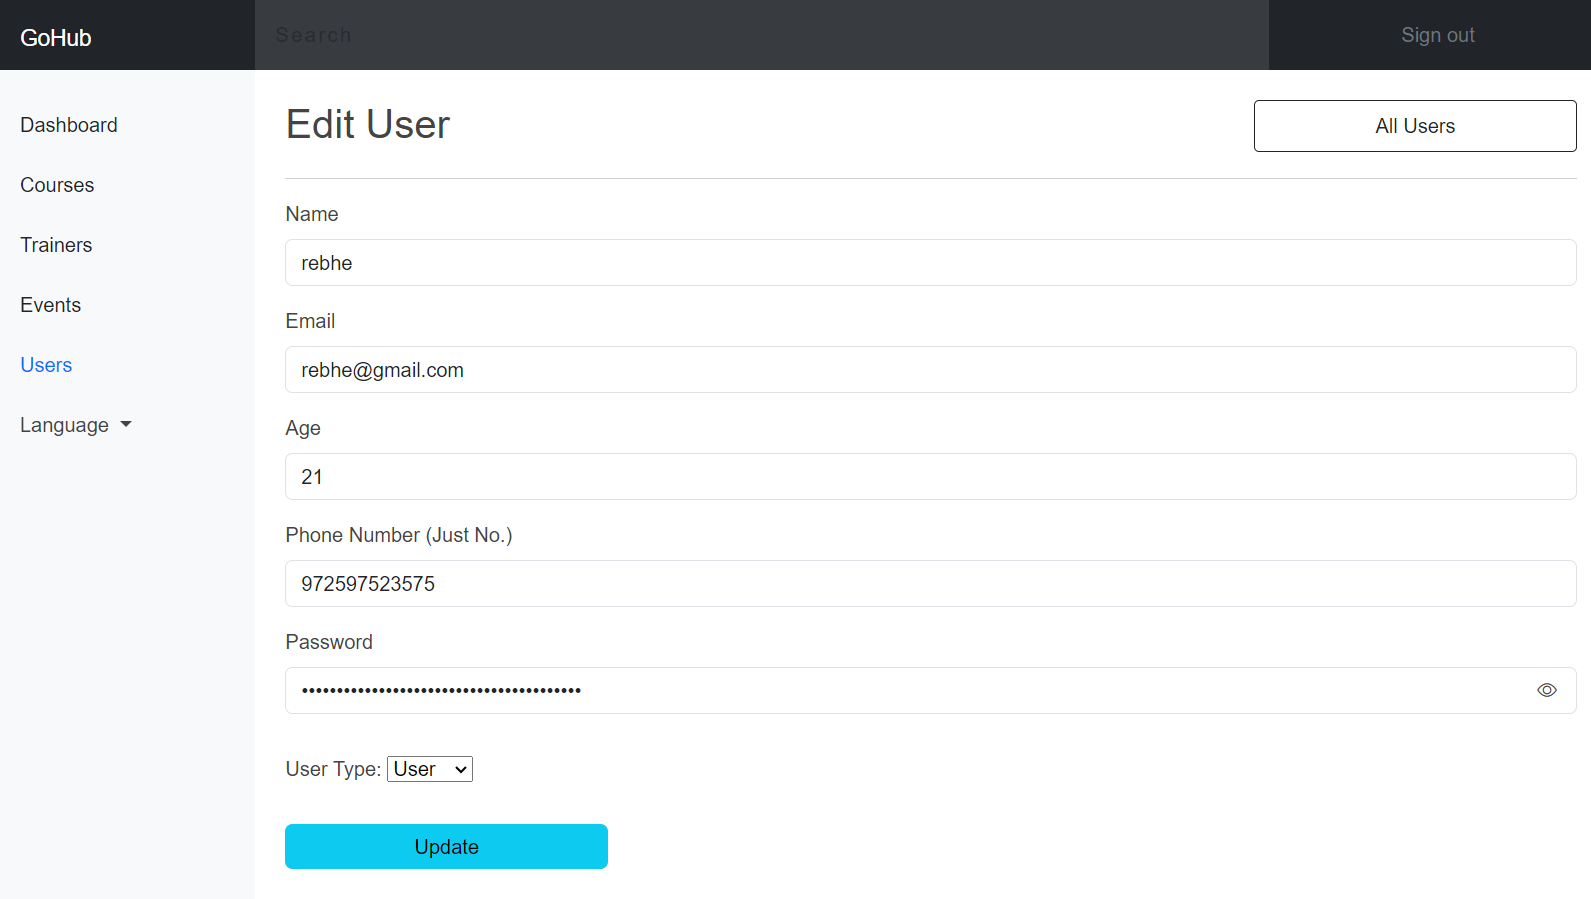 GoHub
Search
Sign out
Dashboard
Courses
Trainers
Events
Users
Language
Edit User
All Users
Name
rebhe
Email
rebhe@gmail.com
Age
21
Phone Number (Just No.)
972597523575
Password
••••••••••••••••••••••••••••••••••••••••
User Type: User
Update